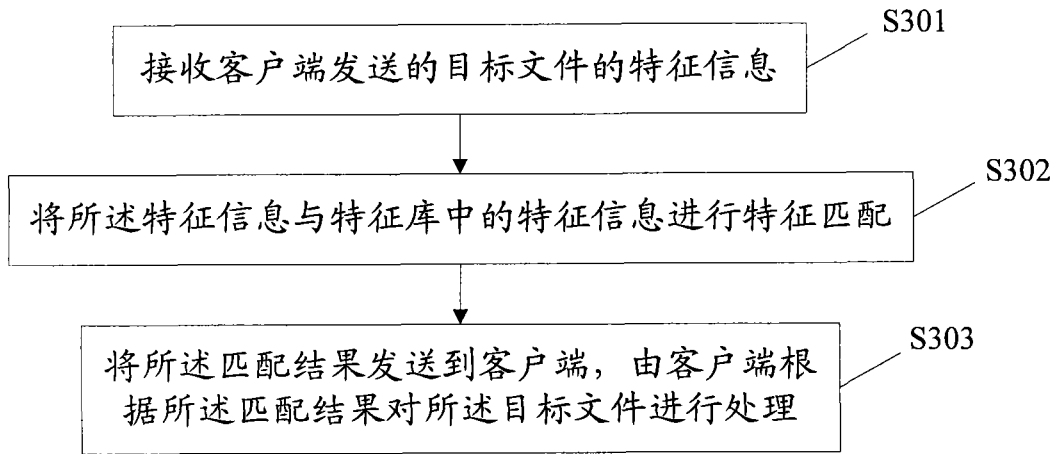 S301
接收客户端发送的目标文件的特征信息
S302
将所述特征信息与特征库中的特征信息进行特征匹配
S303
将所述匹配结果发送到客户端，由客户端根
据所述匹配结果对所述目标文件进行处理